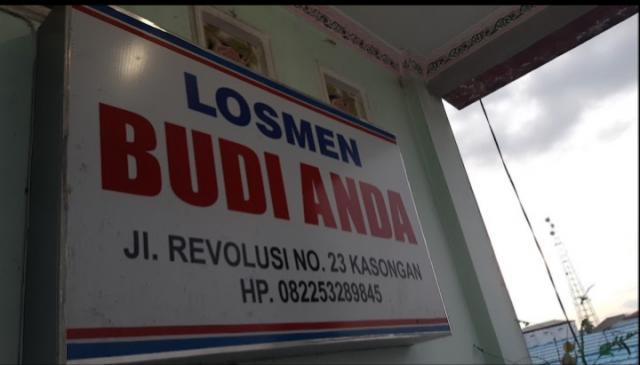 LOSMEN
BUDI ANDA
Jl. REVOLUSI NO. 23 KASONGAN
HP. 082253289845